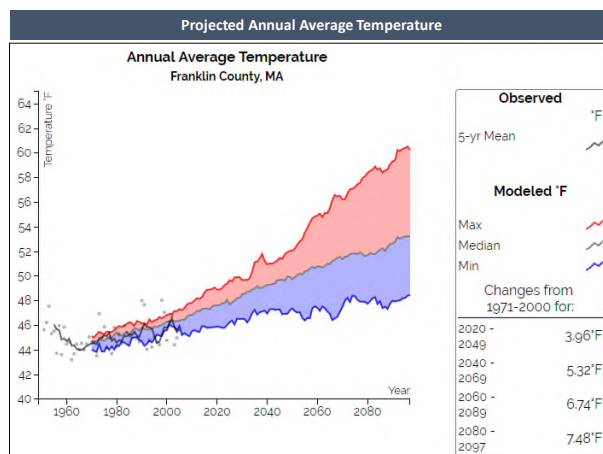 Projected Annual Average Temperature
Annual Average Temperature
Franklin County, MA
Temperature °F
64
62
60
58
56
54
52
50
48
46
44
42
40
1960
1980
2000
2020
2040
2060
2080
Year
Observed
°F
5-yr Mean
Modeled °F
Max
Median
Min
Changes from
1971-2000 for:
2020 - 2049 3.96°F
2040 - 2069 5.32°F
2060 - 2089 6.74°F
2080 - 2097 7.48°F